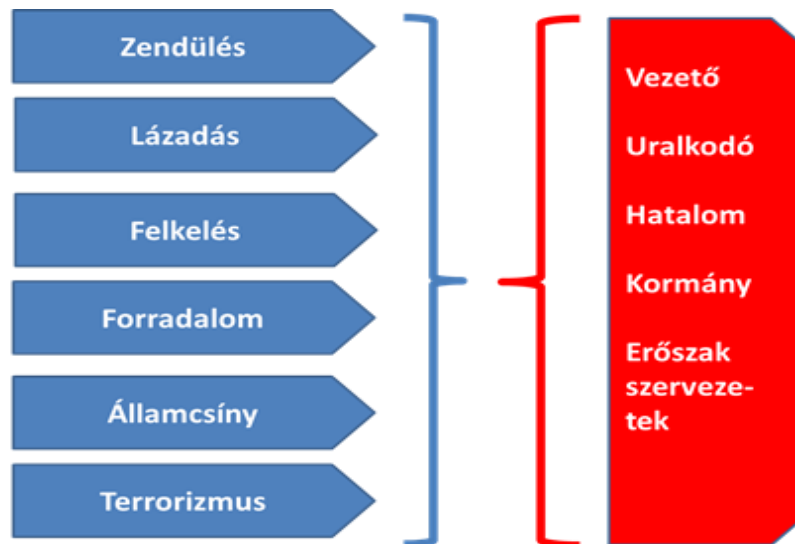 Zendülés
Lázadás
Felkelés
Forradalom
Államcsíny
Terrorizmus
Vezető
Uralkodó
Hatalom
Kormány
Erőszak
szerveze-
tek